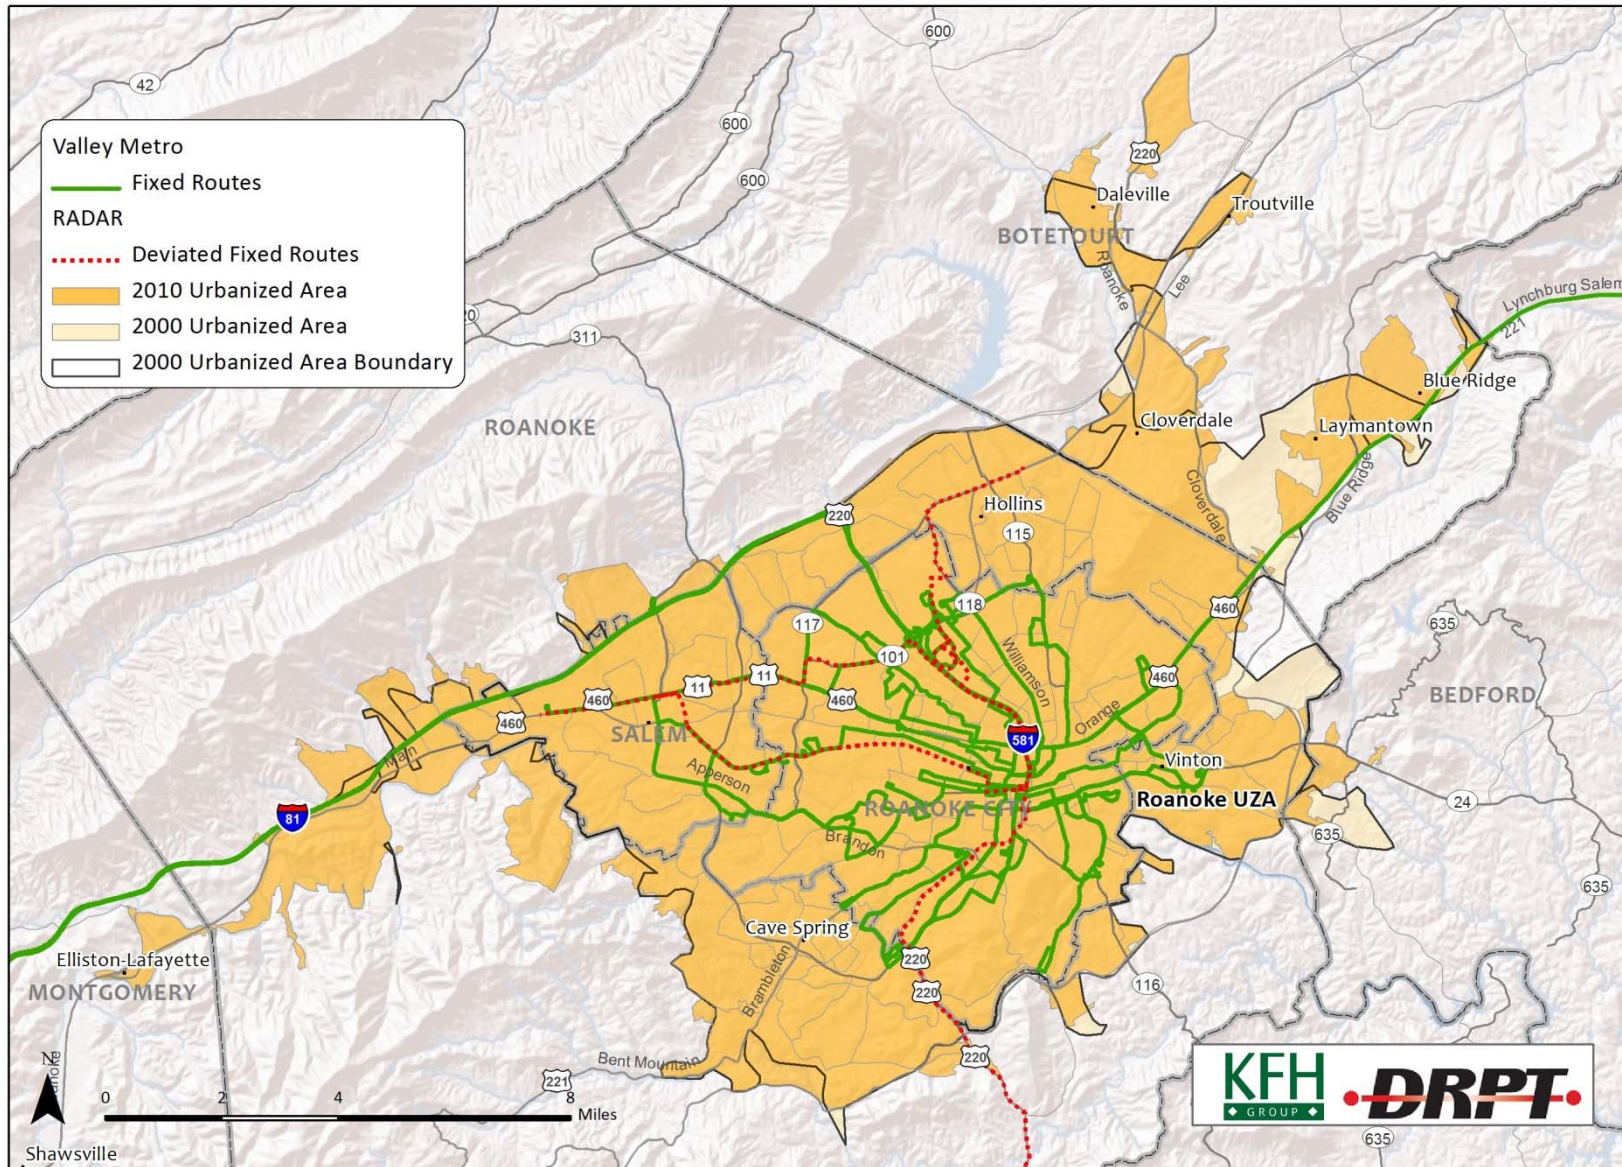 600
42
600
600
Valley Metro
Fixed Routes
RADAR
Deviated Fixed Routes
2010 Urbanized Area
2000 Urbanized Area
2000 Urbanized Area Boundary
220
Daleville
Troutville
BOTETOURT
Roanoke
Lee
Lynchburg Salem
221
20
311
ROANOKE
Blue Ridge
Cloverdale
Laymantown
Cloverdale
Blue Ridge
Hollins
220
115
118
117
460
635
101
Williamson
460
11
11
460
460
460
BEDFORD
SALEM
Orange
581
Main
Vinton
Apperson
ROANOKE CITY
Roanoke UZA
24
81
Brandon
635
635
Cave Spring
Elliston-Lafayette
220
MONTGOMERY
220
116
Brambleton
N
Bent Mountain
220
221
0 2 4 8
Miles
KFH
GROUP
DRPT
635
Shawsville